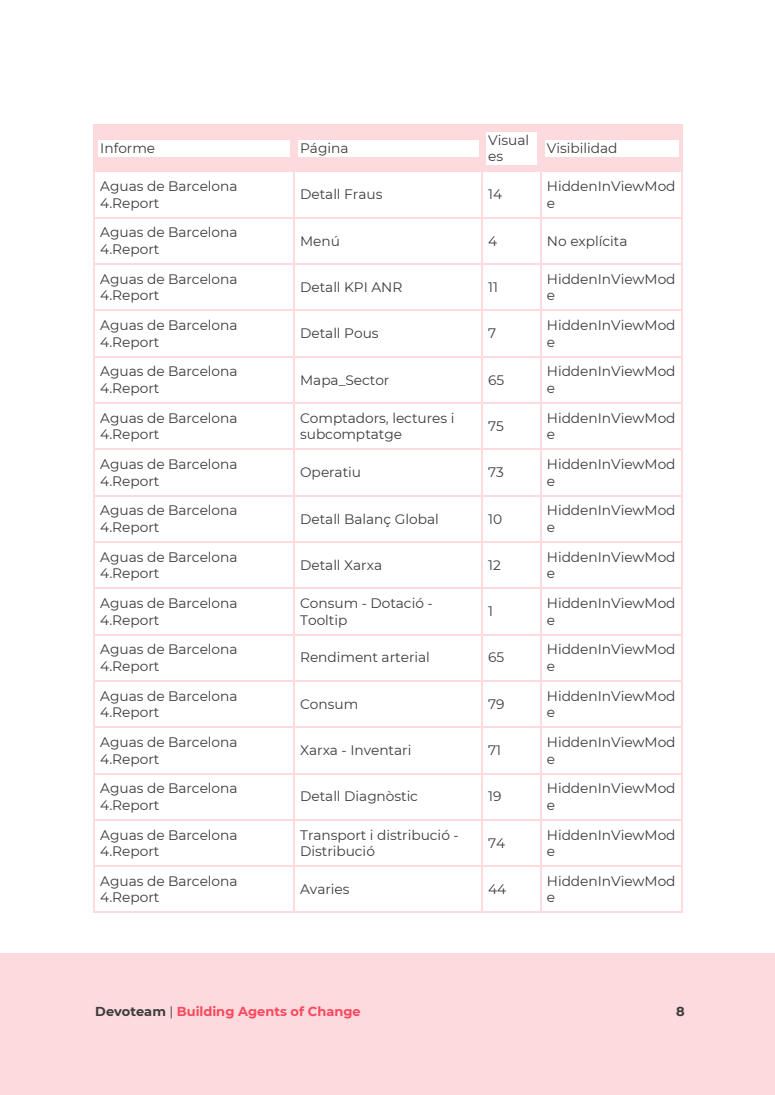 Informe Página Visual
es Visibilidad
Aguas de Barcelona
4.Report Detall Fraus 14 HiddenInViewMod
e
Aguas de Barcelona
4.Report Menú 4 No explícita
Aguas de Barcelona
4.Report Detall KPI ANR 11 HiddenInViewMod
e
Aguas de Barcelona
4.Report Detall Pous 7 HiddenInViewMod
e
Aguas de Barcelona
4.Report Mapa_Sector 65 HiddenInViewMod
e
Aguas de Barcelona
4.Report Comptadors, lectures i
subcomptatge 75 HiddenInViewMod
e
Aguas de Barcelona
4.Report Operatiu 73 HiddenInViewMod
e
Aguas de Barcelona
4.Report Detall Balanç Global 10 HiddenInViewMod
e
Aguas de Barcelona
4.Report Detall Xarxa 12 HiddenInViewMod
e
Aguas de Barcelona
4.Report Consum - Dotació -
Tooltip 1 HiddenInViewMod
e
Aguas de Barcelona
4.Report Rendiment arterial 65 HiddenInViewMod
e
Aguas de Barcelona
4.Report Consum 79 HiddenInViewMod
e
Aguas de Barcelona
4.Report Xarxa - Inventari 71 HiddenInViewMod
e
Aguas de Barcelona
4.Report Detall Diagnòstic 19 HiddenInViewMod
e
Aguas de Barcelona
4.Report Transport i distribució -
Distribució 74 HiddenInViewMod
e
Aguas de Barcelona
4.Report Avaries 44 HiddenInViewMod
e
Devoteam | Building Agents of Change 8